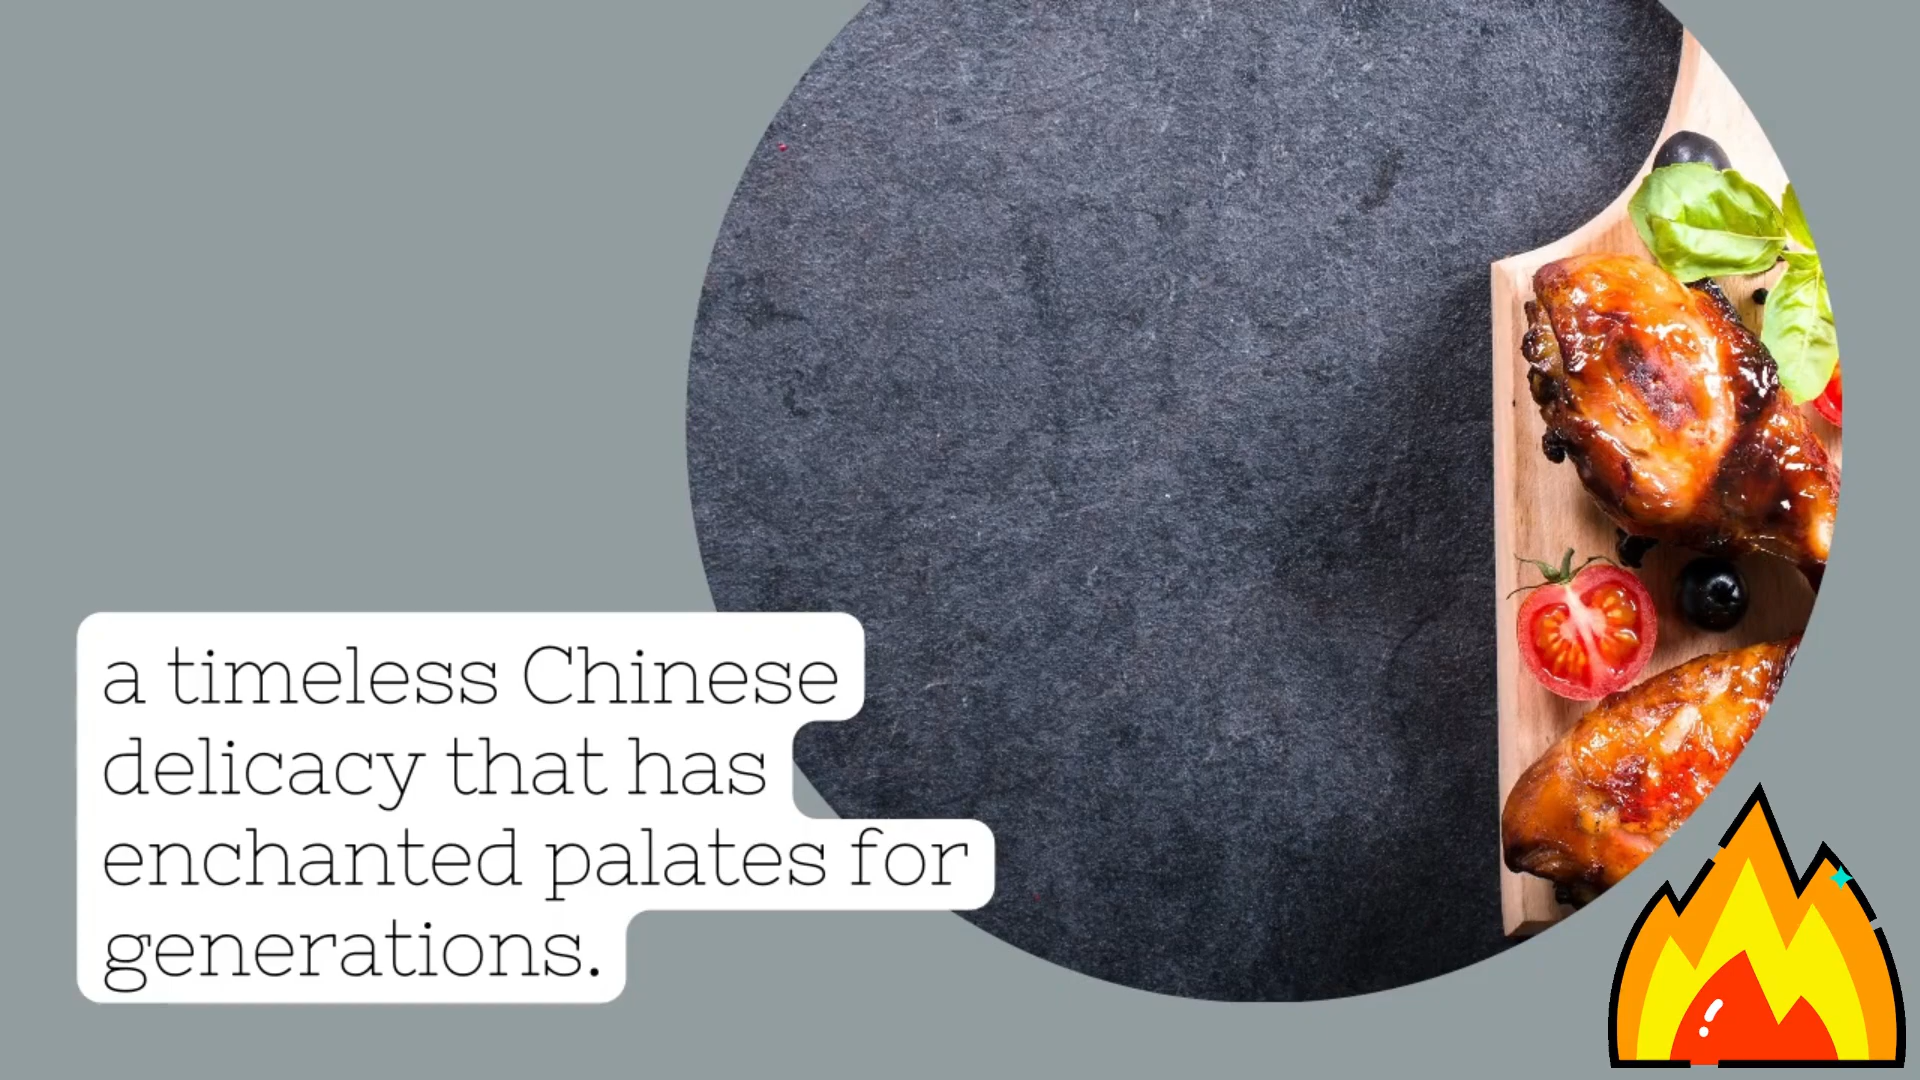 a timeless Chinese
delicacy that has
enchanted palates for
generations.